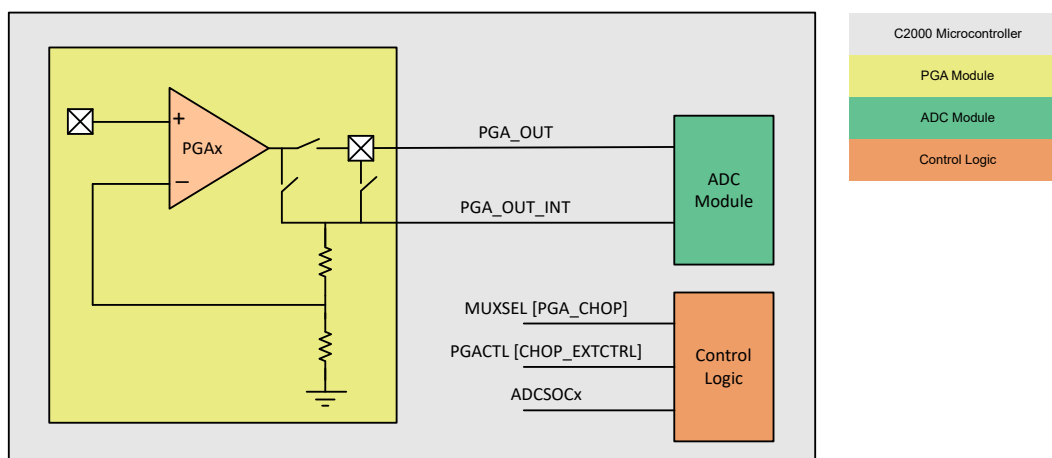 C2000 Microcontroller
PGA Module
ADC Module
Control Logic
+
PGAx
−
PGA_OUT
PGA_OUT_INT
ADC
Module
MUXSEL [PGA_CHOP]
PGACTL [CHOP_EXTCTRL]
ADCSOCx
Control
Logic